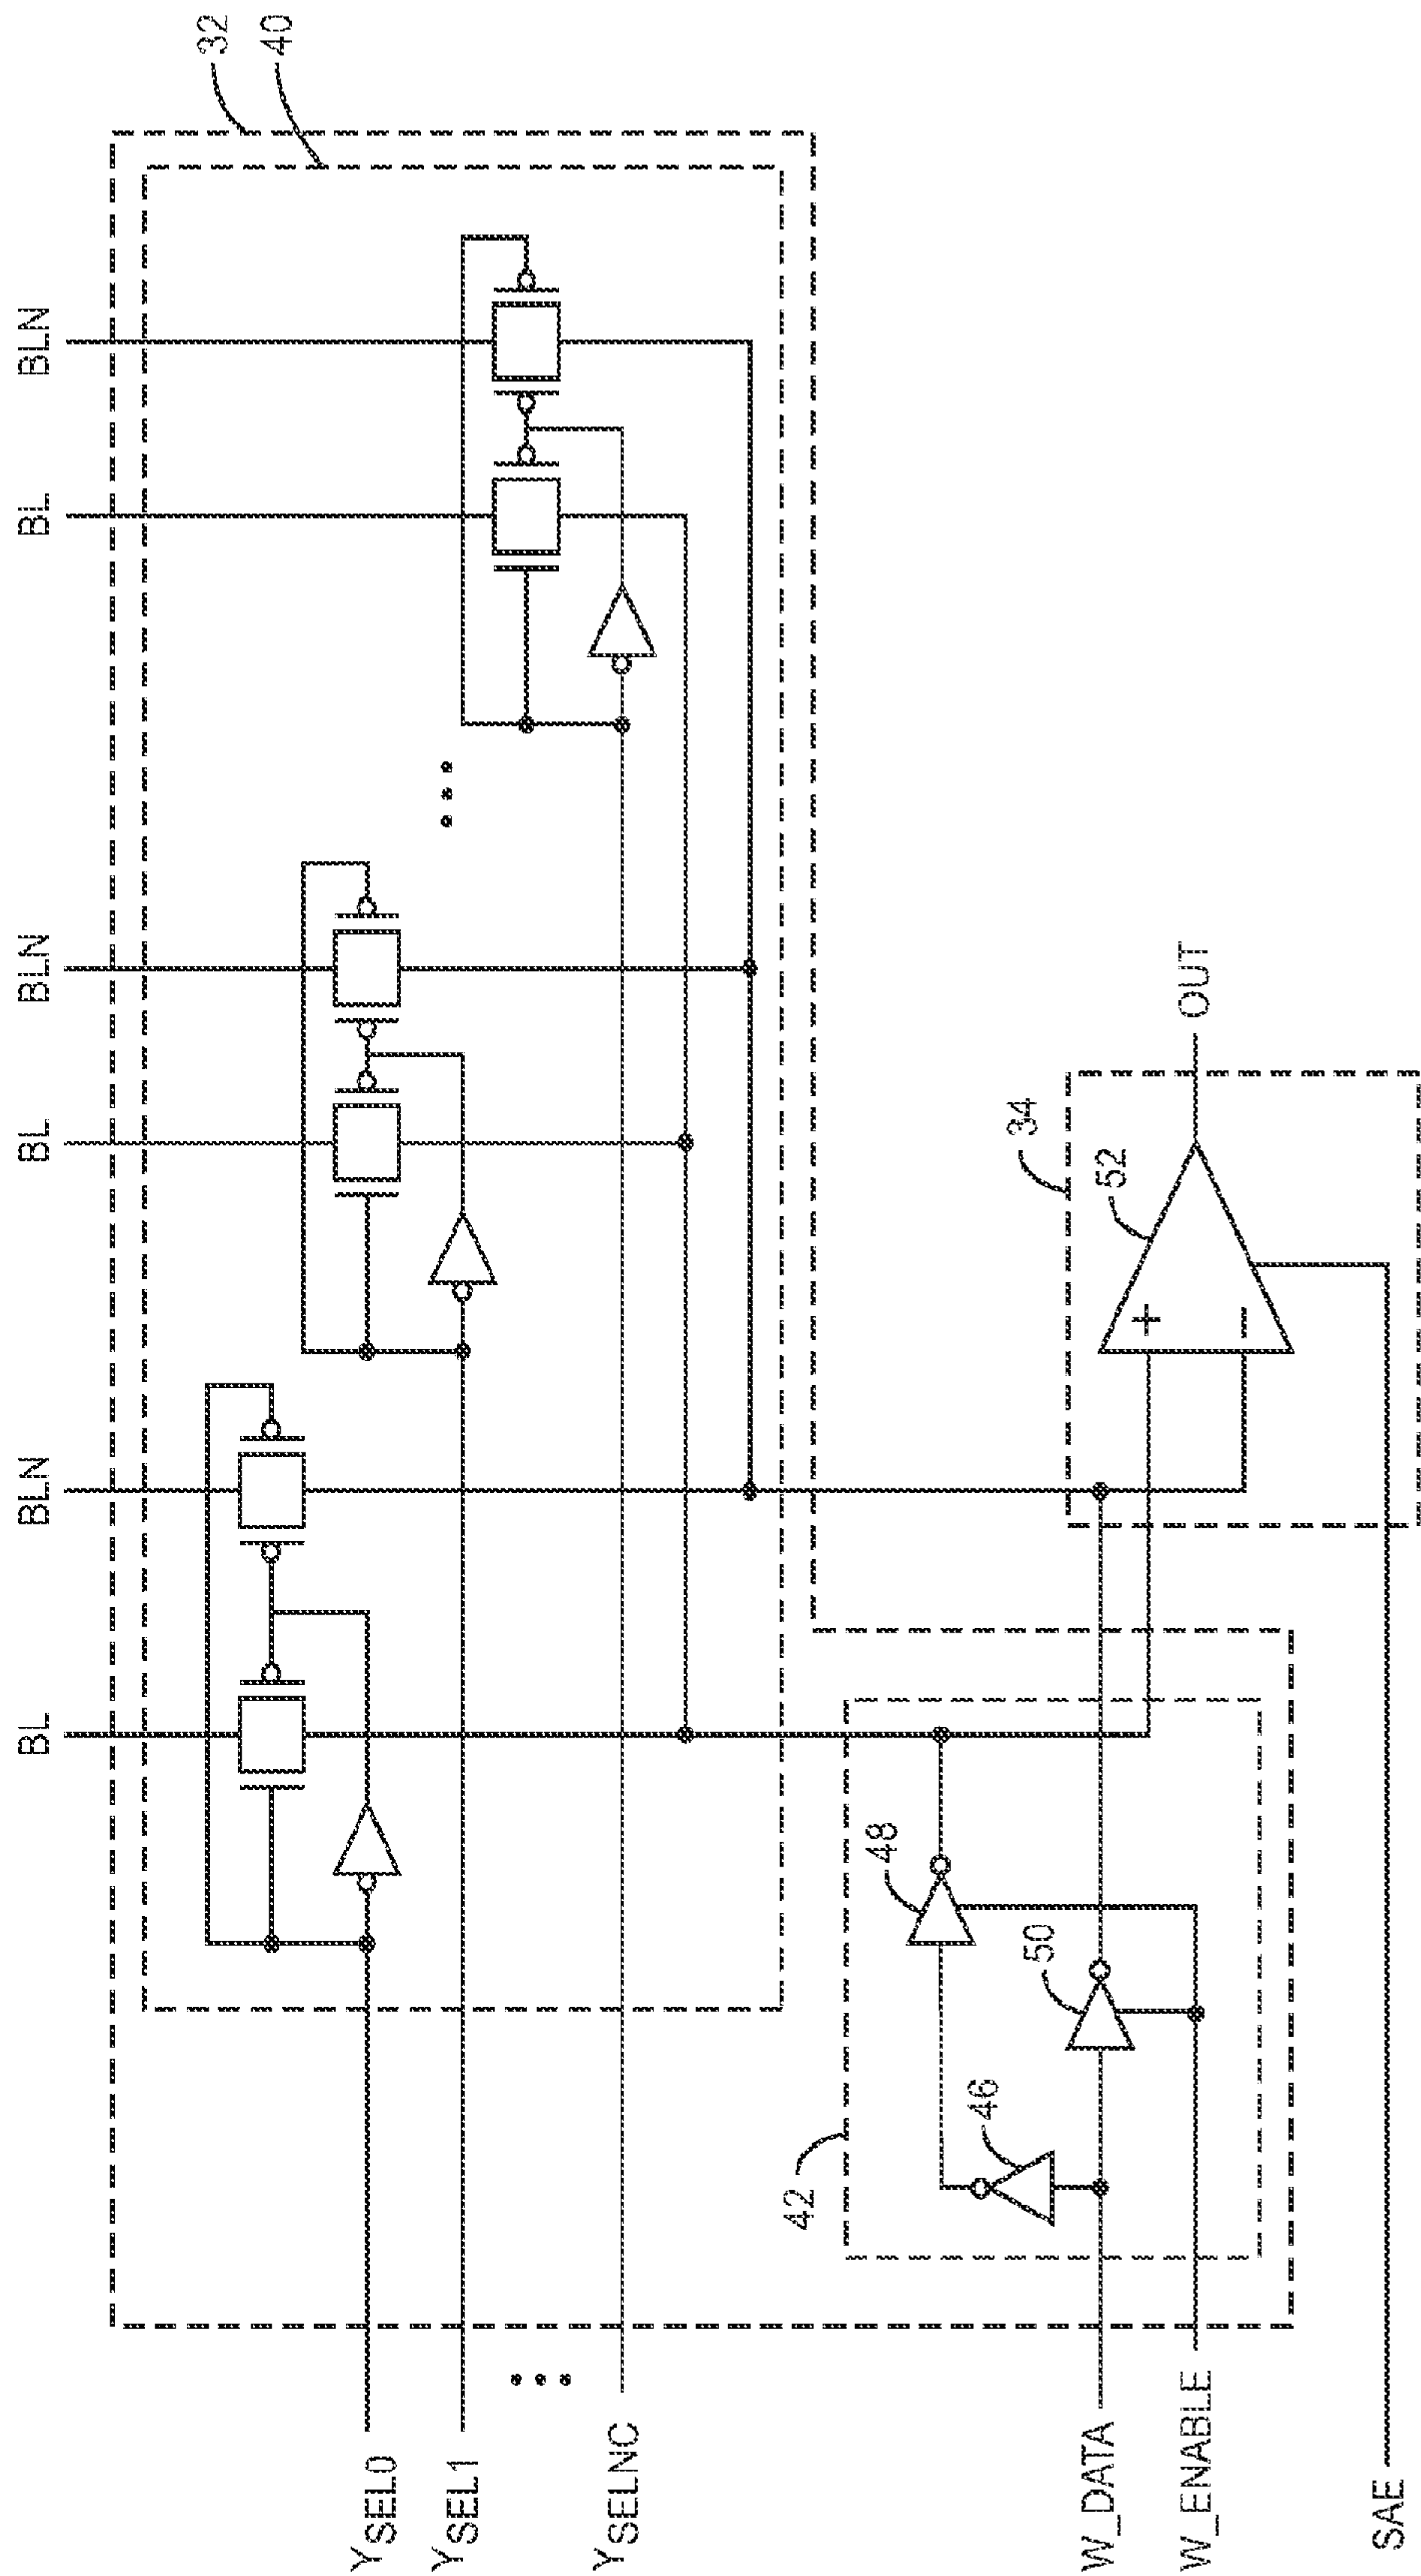 BL
BLN
BL
BLN
BL
BLN
32
40
YSEL0
YSEL1
YSELNC
42
46
48
50
34
52
+
−
OUT
W_DATA
W_ENABLE
SAE